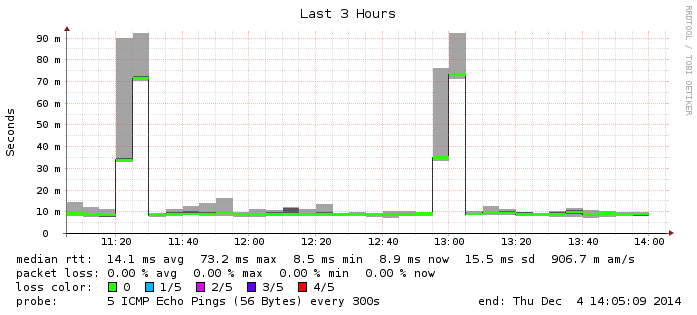 Last 3 Hours
RRDTOOL / TOBI OETIKER
Seconds
90 m
80 m
70 m
60 m
50 m
40 m
30 m
20 m
10 m
0
11:20 11:40 12:00 12:20 12:40 13:00 13:20 13:40 14:00
median rtt: 14.1 ms avg 73.2 ms max 8.5 ms min 8.9 ms now 15.5 ms sd 906.7 m am/s
packet loss: 0.00 % avg 0.00 % max 0.00 % min 0.00 % now
loss color: 0 1/5 2/5 3/5 4/5
probe: 5 ICMP Echo Pings (56 Bytes) every 300s end: Thu Dec 4 14:05:09 2014